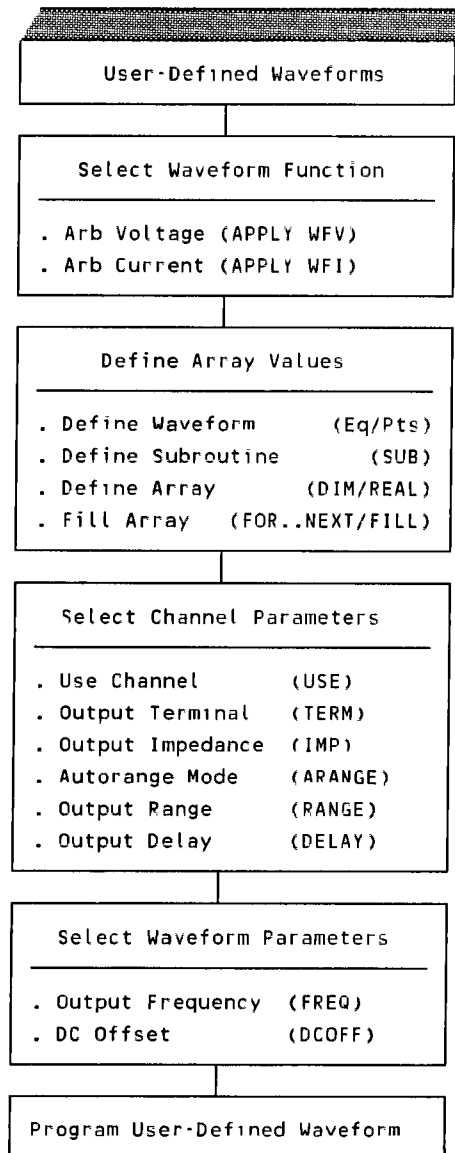 User-Defined Waveforms
Select Waveform Function
. Arb Voltage (APPLY WFV)
. Arb Current (APPLY WFI)
Define Array Values
. Define Waveform (Eq/Pts)
. Define Subroutine (SUB)
. Define Array (DIM/REAL)
. Fill Array (FOR..NEXT/FILL)
Select Channel Parameters
. Use Channel (USE)
. Output Terminal (TERM)
. Output Impedance (IMP)
. Autorange Mode (ARANGE)
. Output Range (RANGE)
. Output Delay (DELAY)
Select Waveform Parameters
. Output Frequency (FREQ)
. DC Offset (DCOFF)
Program User-Defined Waveform